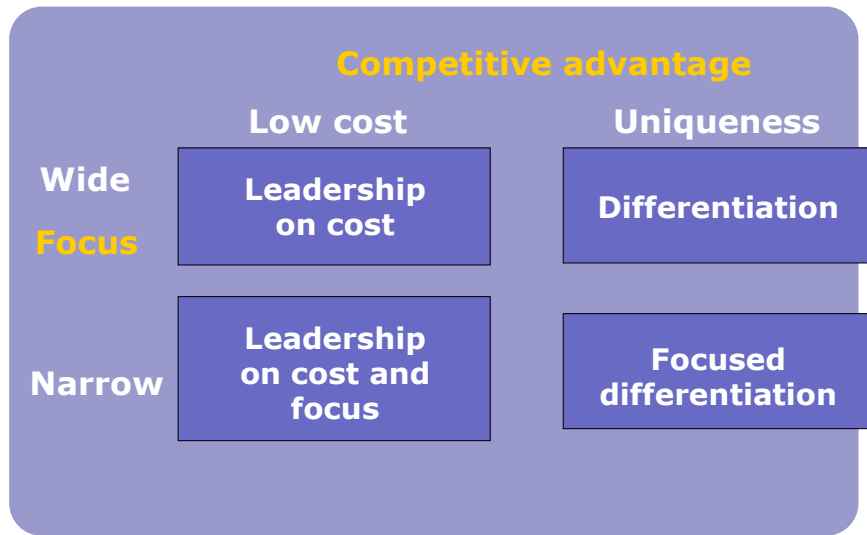 Competitive advantage
Low cost
Uniqueness
Wide
Focus
Leadership
on cost
Differentiation
Narrow
Leadership
on cost and
focus
Focused
differentiation